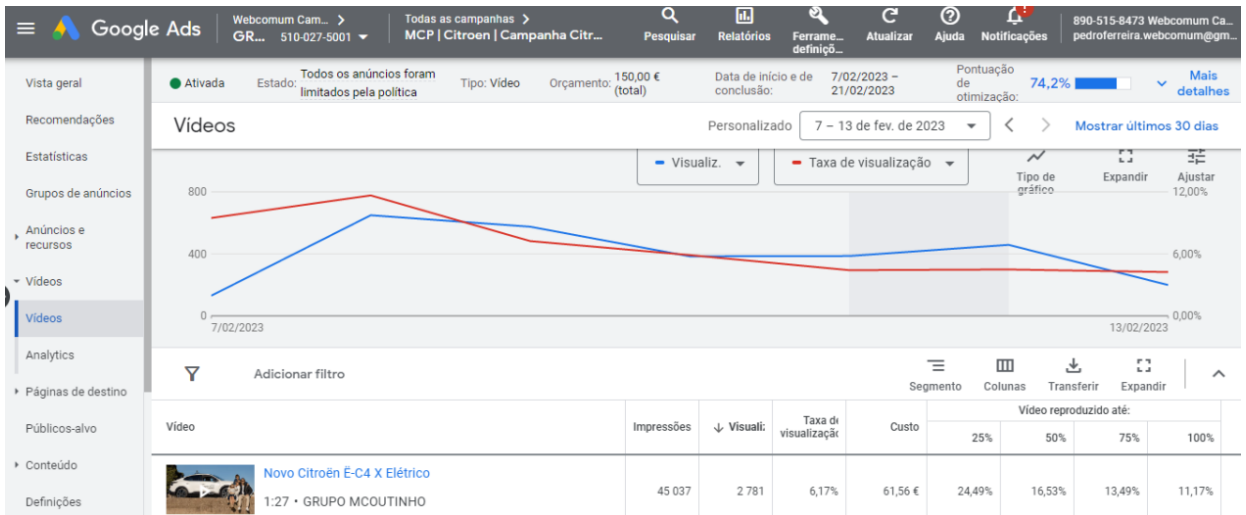 Google Ads
Webcomum Cam... >
GR... 510-027-5001
Todas as campanhas >
MCP | Citroen | Campanha Citr...
Pesquisar
Relatórios
Ferrame... definiçõ...
Atualizar
Ajuda
Notificações
890-515-8473 Webcomum Ca...
pedroferreira.webcomum@gm...
Vista geral
Recomendações
Estatísticas
Grupos de anúncios
Anúncios e
recursos
Vídeos
Vídeos
Analytics
Páginas de destino
Públicos-alvo
Conteúdo
Definições
Ativada
Estado: Todos os anúncios foram
limitados pela política
Tipo: Vídeo
Orçamento: 150,00 €
(total)
Data de início e de
conclusão:
7/02/2023 –
21/02/2023
Pontuação
de
otimização:
74,2%
Mais
detalhes
Vídeos
Personalizado
7 – 13 de fev. de 2023
Mostrar últimos 30 dias
Visualiz.
Taxa de visualização
Tipo de
gráfico
Expandir
Ajustar
800
400
0
12,00%
6,00%
0,00%
7/02/2023
13/02/2023
Adicionar filtro
Segmento
Colunas
Transferir
Expandir
Vídeo
Impressões
Visuali
Taxa de
visualização
Custo
Vídeo reproduzido até:
25%
50%
75%
100%
Novo Citroën Ë-C4 X Elétrico
1:27 • GRUPO MCOUTINHO
45 037
2 781
6,17%
61,56 €
24,49%
16,53%
13,49%
11,17%